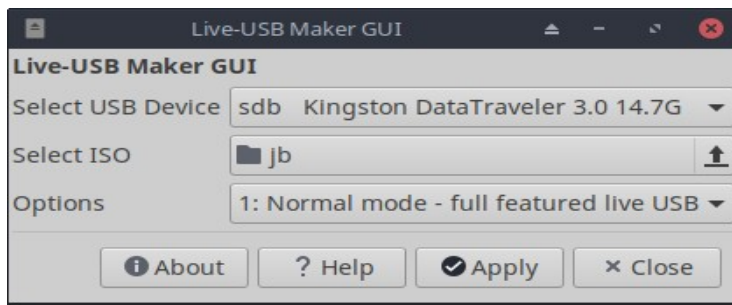 Live-USB Maker GUI
Live-USB Maker GUI
Select USB Device sdb Kingston DataTraveler 3.0 14.7G
Select ISO jb
Options 1: Normal mode - full featured live USB
About ? Help Apply × Close